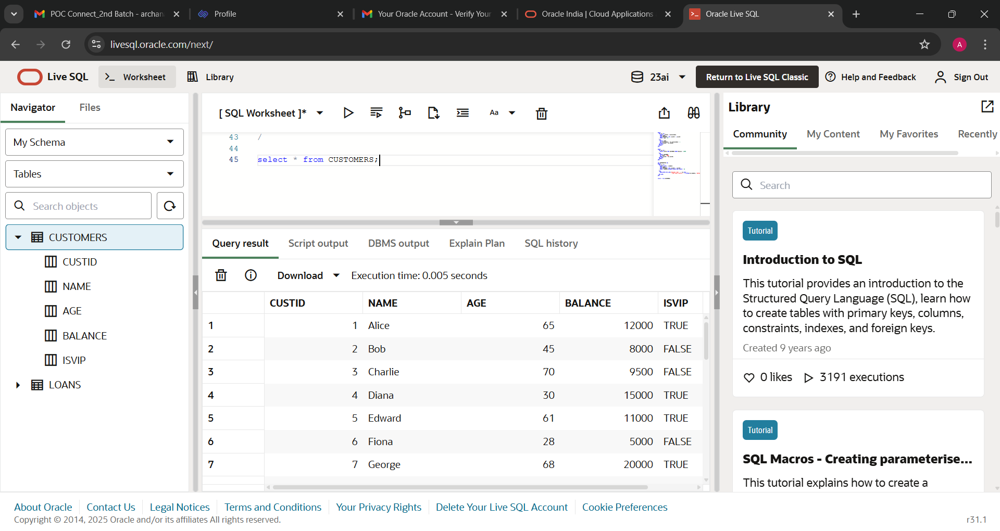 POC Connect_2nd Batch - archan
Profile
Your Oracle Account - Verify Your
Oracle India | Cloud Applications
Oracle Live SQL
livesql.oracle.com/next/
A
Live SQL
Worksheet
Library
23ai
Return to Live SQL Classic
Help and Feedback
Sign Out
Navigator
Files
My Schema
Tables
Search objects
CUSTOMERS
CUSTID
NAME
AGE
BALANCE
ISVIP
LOANS
[ SQL Worksheet ]*
Aa
43 /
44
45 select * from CUSTOMERS;
Query result
Script output
DBMS output
Explain Plan
SQL history
Download
Execution time: 0.005 seconds
CUSTID NAME AGE BALANCE ISVIP
1 1 Alice 65 12000 TRUE
2 2 Bob 45 8000 FALSE
3 3 Charlie 70 9500 FALSE
4 4 Diana 30 15000 TRUE
5 5 Edward 61 11000 TRUE
6 6 Fiona 28 5000 FALSE
7 7 George 68 20000 TRUE
Library
Community
My Content
My Favorites
Recently
Search
Tutorial
Introduction to SQL
This tutorial provides an introduction to the
Structured Query Language (SQL), learn how
to create tables with primary keys, columns,
constraints, indexes, and foreign keys.
Created 9 years ago
0 likes
3191 executions
Tutorial
SQL Macros - Creating parameterise...
This tutorial explains how to create a
About Oracle
Contact Us
Legal Notices
Terms and Conditions
Your Privacy Rights
Delete Your Live SQL Account
Cookie Preferences
Copyright © 2014, 2025 Oracle and/or its affiliates All rights reserved.
r31.1